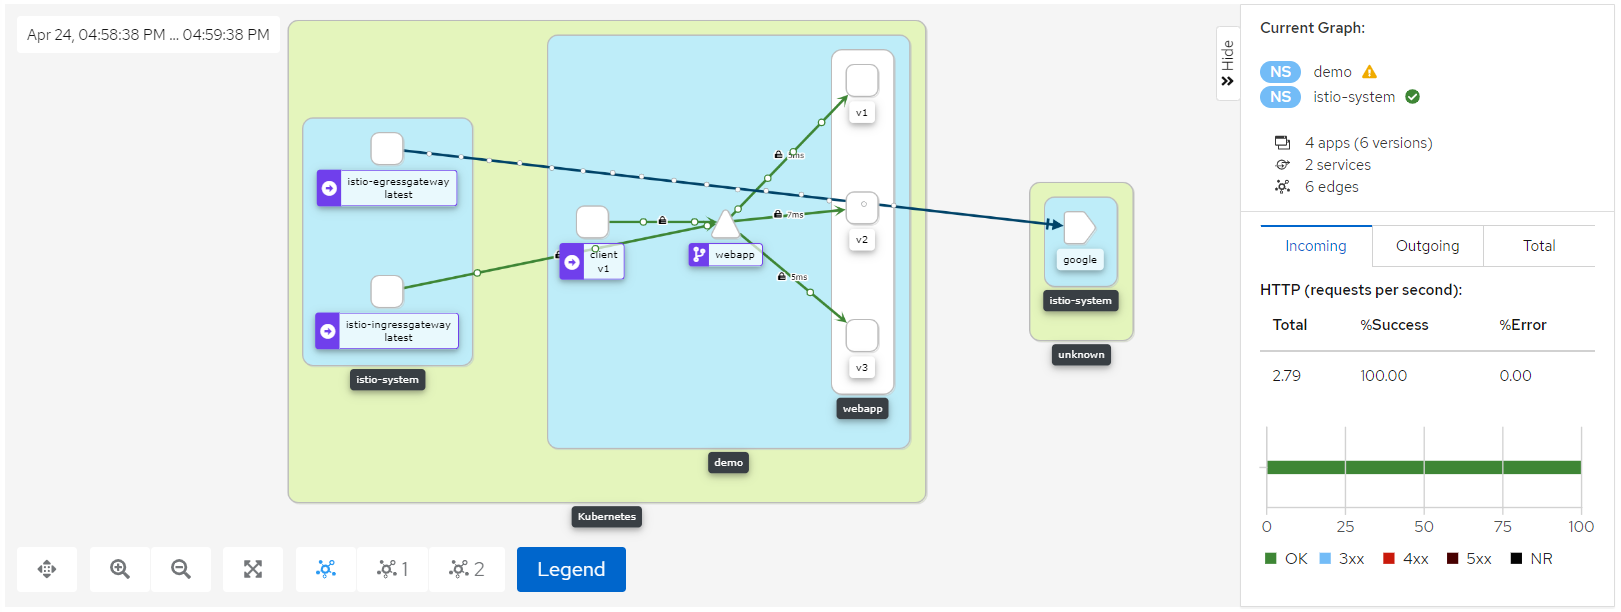 Apr 24, 04:58:38 PM ... 04:59:38 PM
istio-egressgateway
latest
istio-ingressgateway
latest
istio-system
client
v1
webapp
5ms
7ms
5ms
v1
v2
v3
webapp
demo
Kubernetes
google
istio-system
unknown
Legend
1
2
Hide
Current Graph:
NS demo
NS istio-system
4 apps (6 versions)
2 services
6 edges
Incoming Outgoing Total
HTTP (requests per second):
Total %Success %Error
2.79 100.00 0.00
0 25 50 75 100
OK 3xx 4xx 5xx NR